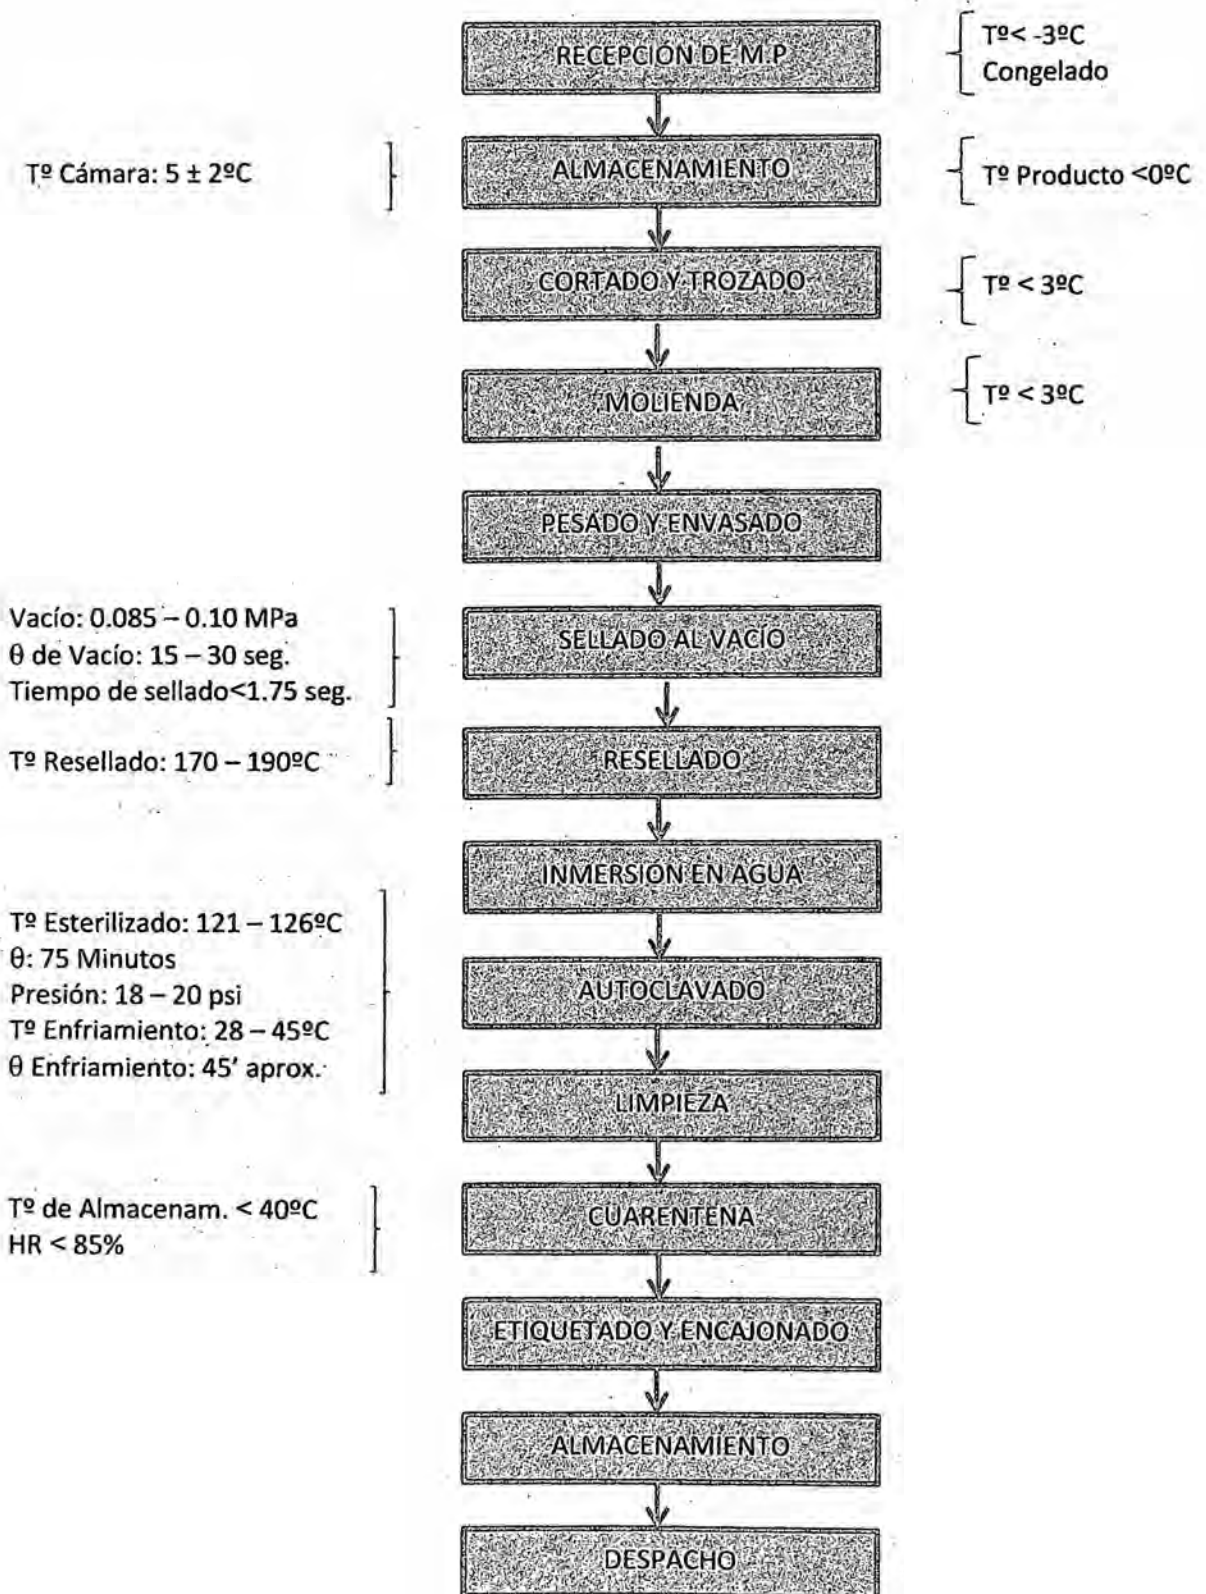 RECEPCIÓN DE M.P
Tº< -3ºC
Congelado
Tº Cámara: 5 ± 2ºC
ALMACENAMIENTO
Tº Producto <0ºC
CORTADO Y TROZADO
Tº < 3ºC
MOLIENDA
Tº < 3ºC
PESADO Y ENVASADO
Vacío: 0.085 – 0.10 MPa
θ de Vacío: 15 – 30 seg.
Tiempo de sellado<1.75 seg.
SELLADO AL VACÍO
Tº Resellado: 170 – 190ºC
RESELLADO
INMERSIÓN EN AGUA
Tº Esterilizado: 121 – 126ºC
θ: 75 Minutos
Presión: 18 – 20 psi
Tº Enfriamiento: 28 – 45ºC
θ Enfriamiento: 45’ aprox.
AUTOCLAVADO
LIMPIEZA
Tº de Almacenam. < 40ºC
HR < 85%
CUARENTENA
ETIQUETADO Y ENCAJONADO
ALMACENAMIENTO
DESPACHO